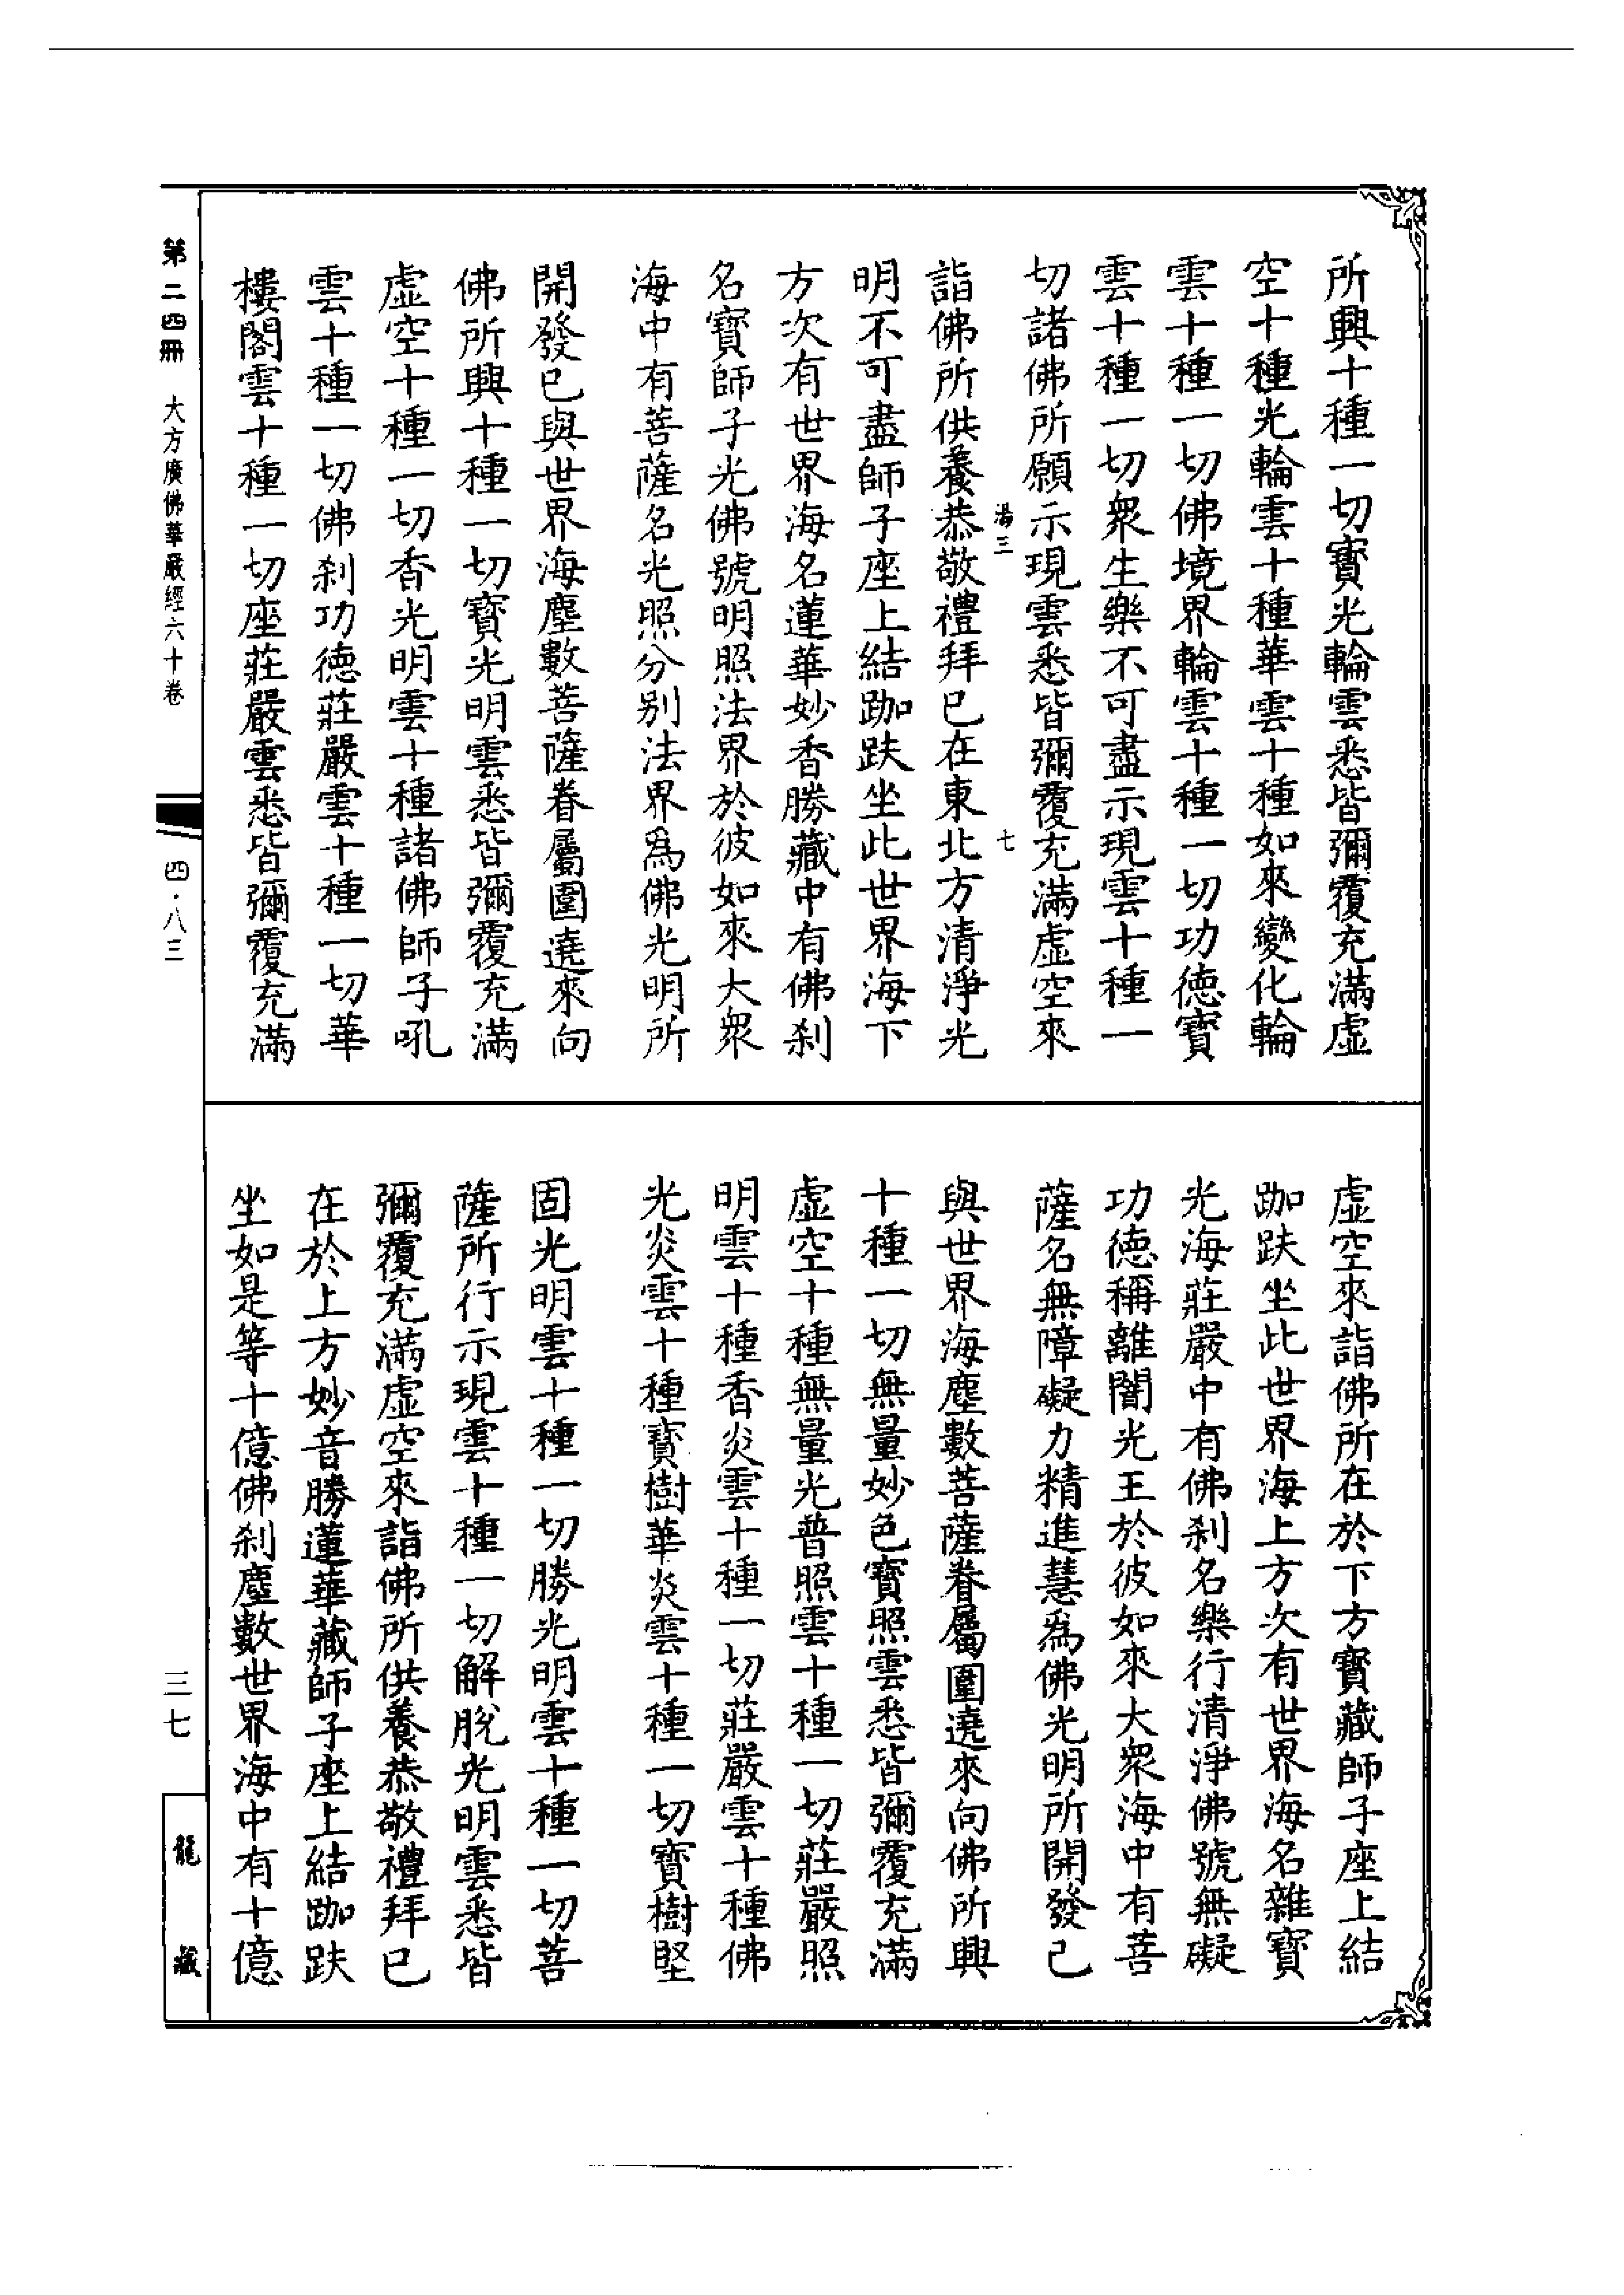 所興十種一切寶光輪雲悉皆彌覆充滿虛
空十種光輪雲十種華雲十種如來變化輪
雲十種一切佛境界輪雲十種一切功德寶
雲十種一切衆生樂不可盡示現雲十種一
切諸佛所願示現雲悉皆彌覆充滿虛空來
湯三
七
詣佛所供養恭敬禮拜已在東北方清淨光
明不可盡師子座上結跏趺坐此世界海下
方次有世界海名蓮華妙香勝藏中有佛刹
名寶師子光佛號明照法界於彼如來大衆
海中有菩薩名光照分别法界爲佛光明所
開發已與世界海塵數菩薩眷屬圍遶來向
佛所興十種一切寶光明雲悉皆彌覆充滿
虛空十種一切香光明雲十種諸佛師子吼
雲十種一切佛刹功德莊嚴雲十種一切華
樓閣雲十種一切座莊嚴雲悉皆彌覆充滿
虛空來詣佛所在於下方寶藏師子座上結
跏趺坐此世界海上方次有世界海名雜寶
光海莊嚴中有佛刹名樂行清淨佛號無礙
功德稱離闇光王於彼如來大衆海中有菩
薩名無障礙力精進慧爲佛光明所開發已
與世界海塵數菩薩眷屬圍遶來向佛所興
十種一切無量妙色寶照雲悉皆彌覆充滿
虛空十種無量光普照雲十種一切莊嚴照
明雲十種香炎雲十種一切莊嚴雲十種佛
光炎雲十種寶樹華炎雲十種一切寶樹堅
固光明雲十種一切勝光明雲十種一切菩
薩所行示現雲十種一切解脫光明雲悉皆
彌覆充滿虛空來詣佛所供養恭敬禮拜已
在於上方妙音勝蓮華藏師子座上結跏趺
坐如是等十億佛刹塵數世界海中有十億
第二四冊 大方廣佛華嚴經六十卷
四·八三
三七
龍藏